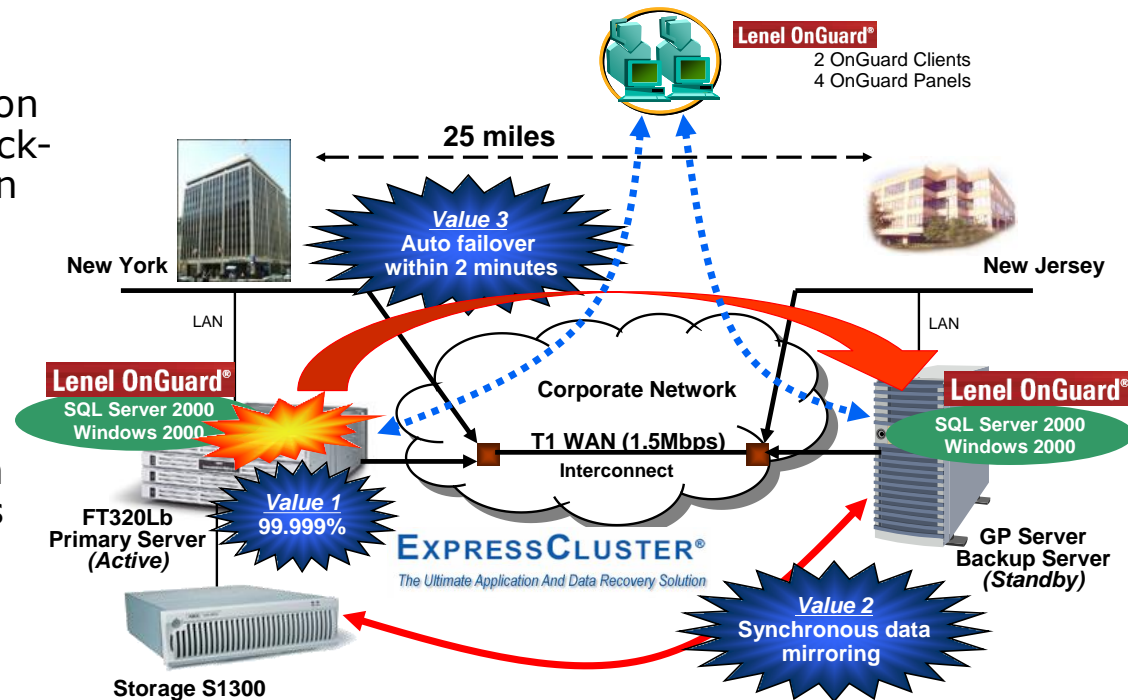 Lenel OnGuard®
2 OnGuard Clients
4 OnGuard Panels
on
ck-
n
25 miles
Value 3
Auto failover
within 2 minutes
New York
New Jersey
LAN
LAN
Lenel OnGuard®
SQL Server 2000
Windows 2000
Corporate Network
Lenel OnGuard®
SQL Server 2000
Windows 2000
T1 WAN (1.5Mbps)
Interconnect
n
s
Value 1
99.999%
FT320Lb
Primary Server
(Active)
EXPRESSCLUSTER®
The Ultimate Application And Data Recovery Solution
GP Server
Backup Server
(Standby)
Value 2
Synchronous data
mirroring
Storage S1300